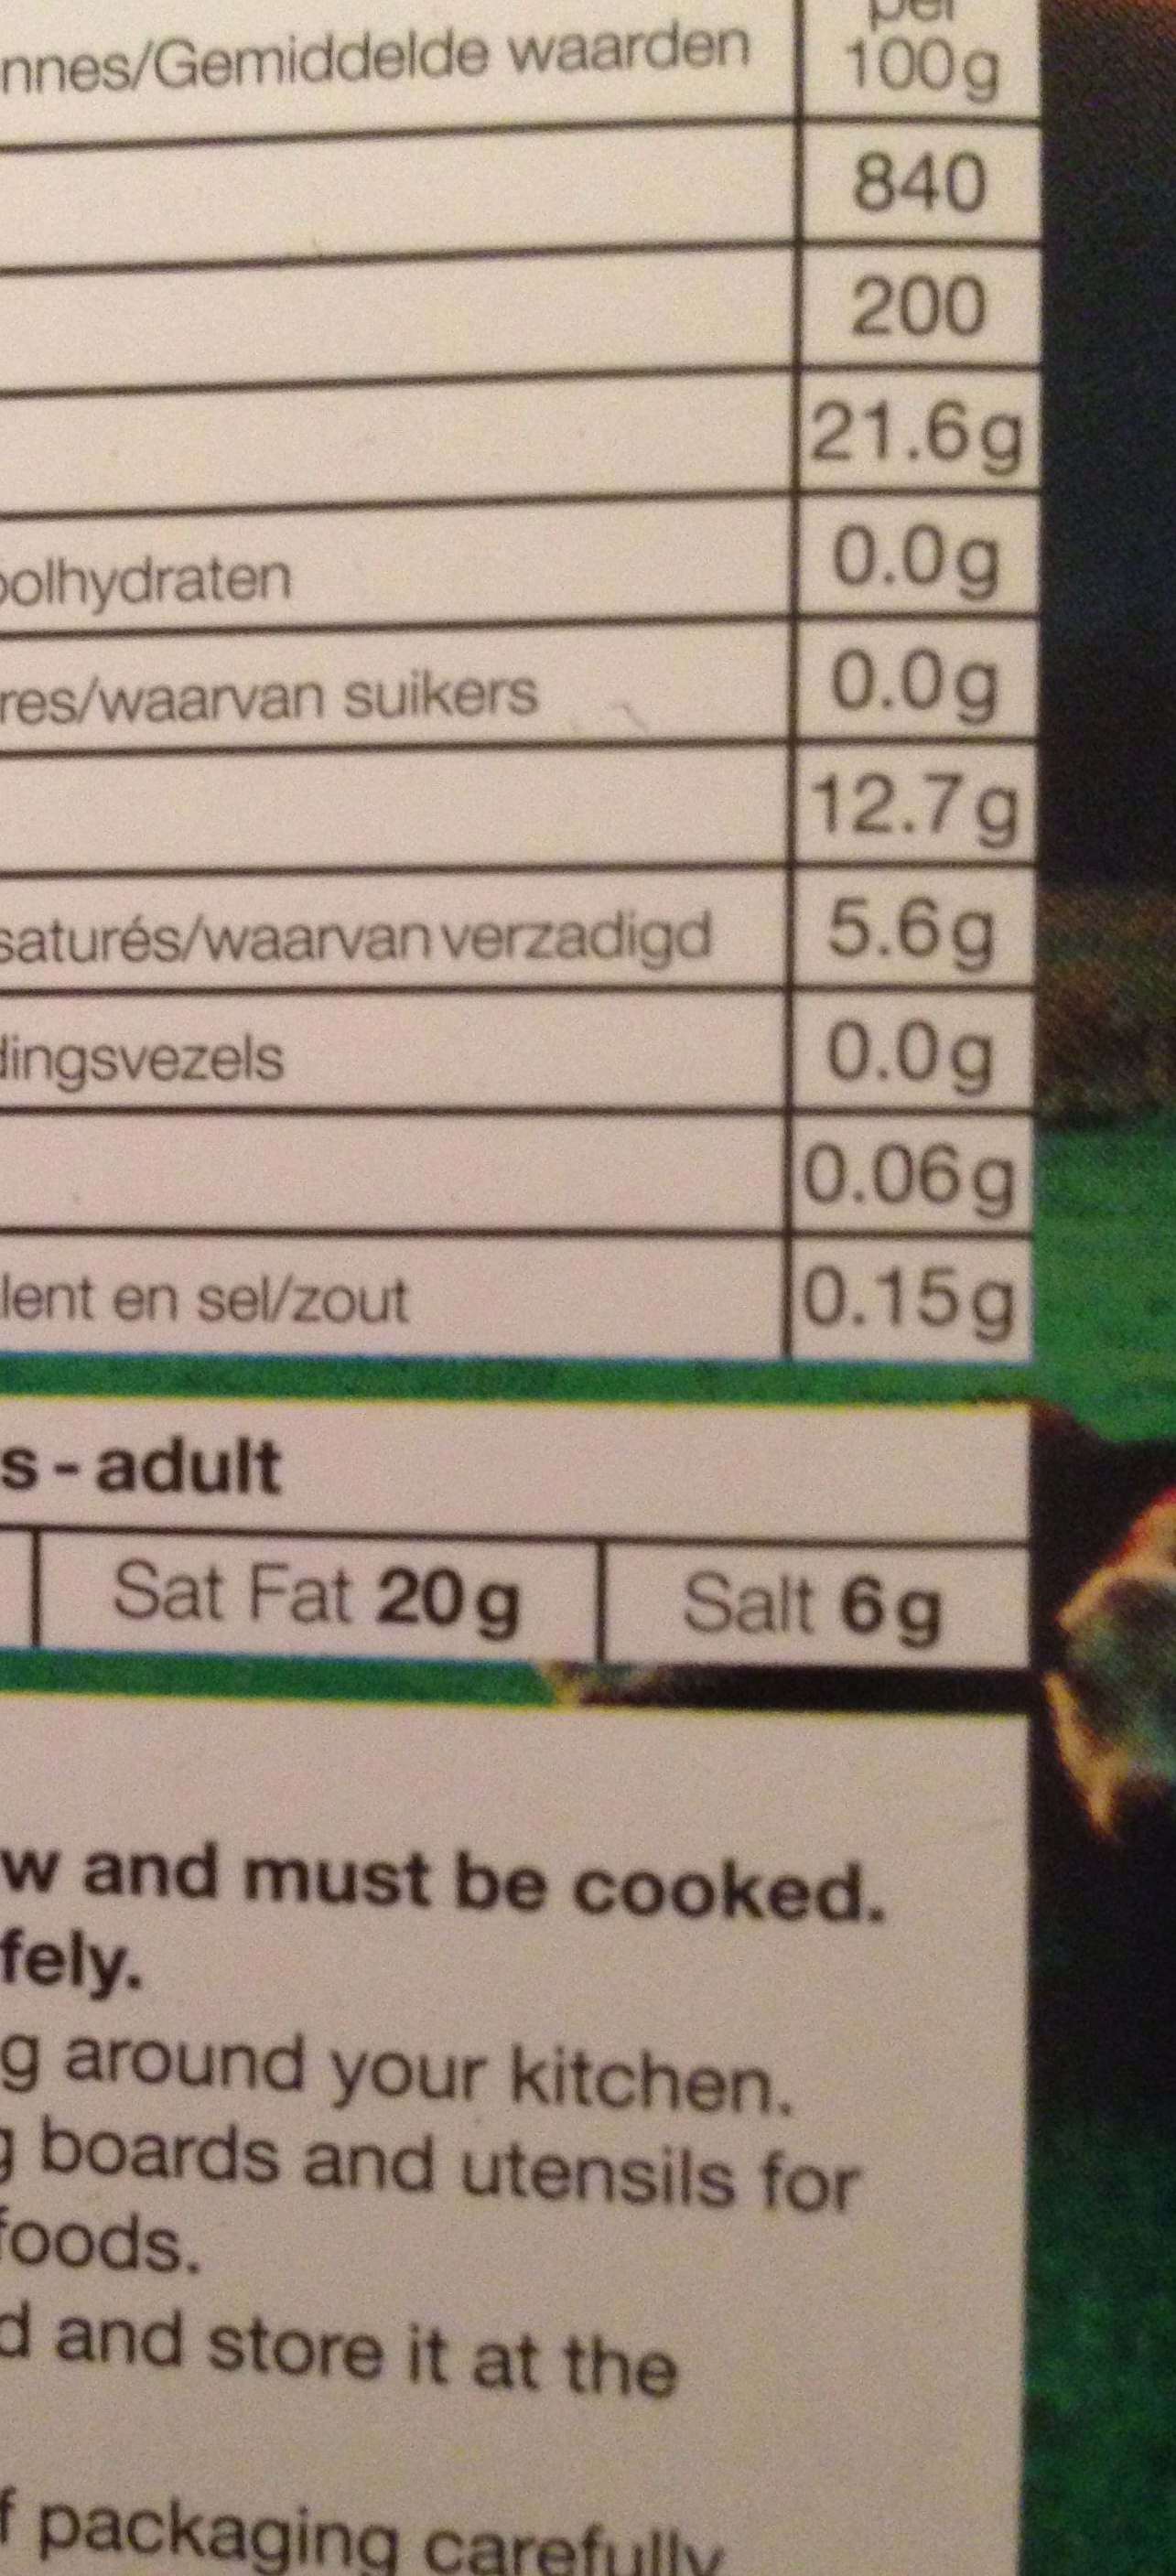 per
nnes/Gemiddelde waarden 100g
840
200
21.6g
oolhydraten 0.0g
res/waarvan suikers 0.0g
12.7g
saturés/waarvan verzadigd 5.6g
dingsvezels 0.0g
0.06g
lent en sel/zout 0.15g
s - adult
Sat Fat 20g Salt 6g
w and must be cooked.
fely.
g around your kitchen.
g boards and utensils for
foods.
d and store it at the
f packaging carefully